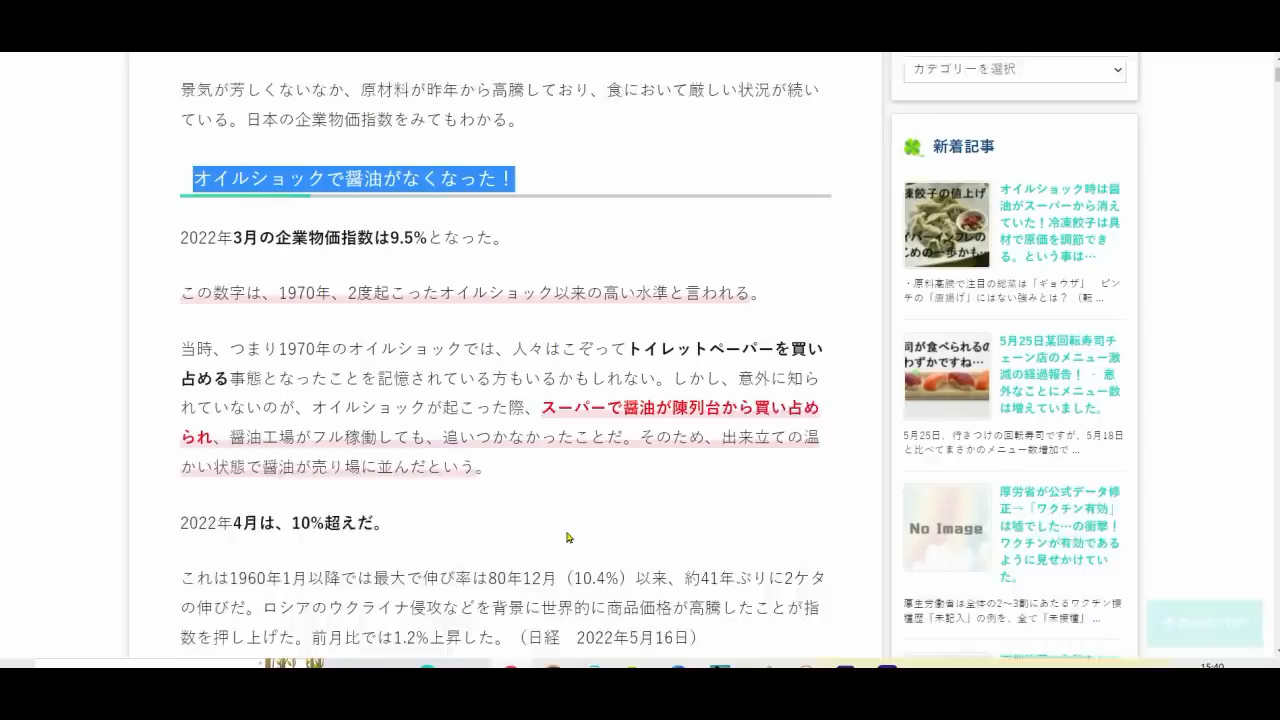 景気が芳しくないなか、原材料が昨年から高騰しており、食において厳しい状況が続い
ている。日本の企業物価指数をみてもわかる。
オイルショックで醤油がなくなった！
2022年3月の企業物価指数は9.5%となった。
この数字は、1970年、2度起こったオイルショック以来の高い水準と言われる。
当時、つまり1970年のオイルショックでは、人々はこぞってトイレットペーパーを買い
占める事態となったことを記憶されている方もいるかもしれない。しかし、意外に知ら
れていないのが、オイルショックが起こった際、スーパーで醤油が陳列台から買い占め
られ、醤油工場がフル稼働しても、追いつかなかったことだ。そのため、出来立ての温
かい状態で醤油が売り場に並んだという。
2022年4月は、10%超えだ。
これは1960年1月以降では最大で伸び率は80年12月（10.4%）以来、約41年ぶりに2ケタ
の伸びだ。ロシアのウクライナ侵攻などを背景に世界的に商品価格が高騰したことが指
数を押し上げた。前月比では1.2%上昇した。（日経　2022年5月16日）
カテゴリーを選択
新着記事
凍餃子の値上げ
オイルショック時は醤
油がスーパーから消え
ていた！冷凍餃子は具
材で原価を調節でき
る。という事は…
・原料高騰で注目の総菜は「ギョウザ」　ピン
チの「唐揚げ」にはない強みとは？（転 ...
司が食べられるの
わずかですね…
5月25日某回転寿司チ
ェーン店のメニュー激
減の経過報告！ - 意
外なことにメニュー数
は増えていました。
5月25日、行きつけの回転寿司ですが、5月18日
と比べてまさかのメニュー数増加で ...
No Image
厚労省が公式データ修
正→「ワクチン有効」
は嘘でした…の衝撃！
ワクチンが有効である
ように見せかけてい
た。
厚生労働省は全体の2～3割にあたるワクチン接
種歴「未記入」の例を、全て「未接種」 ...
15:40